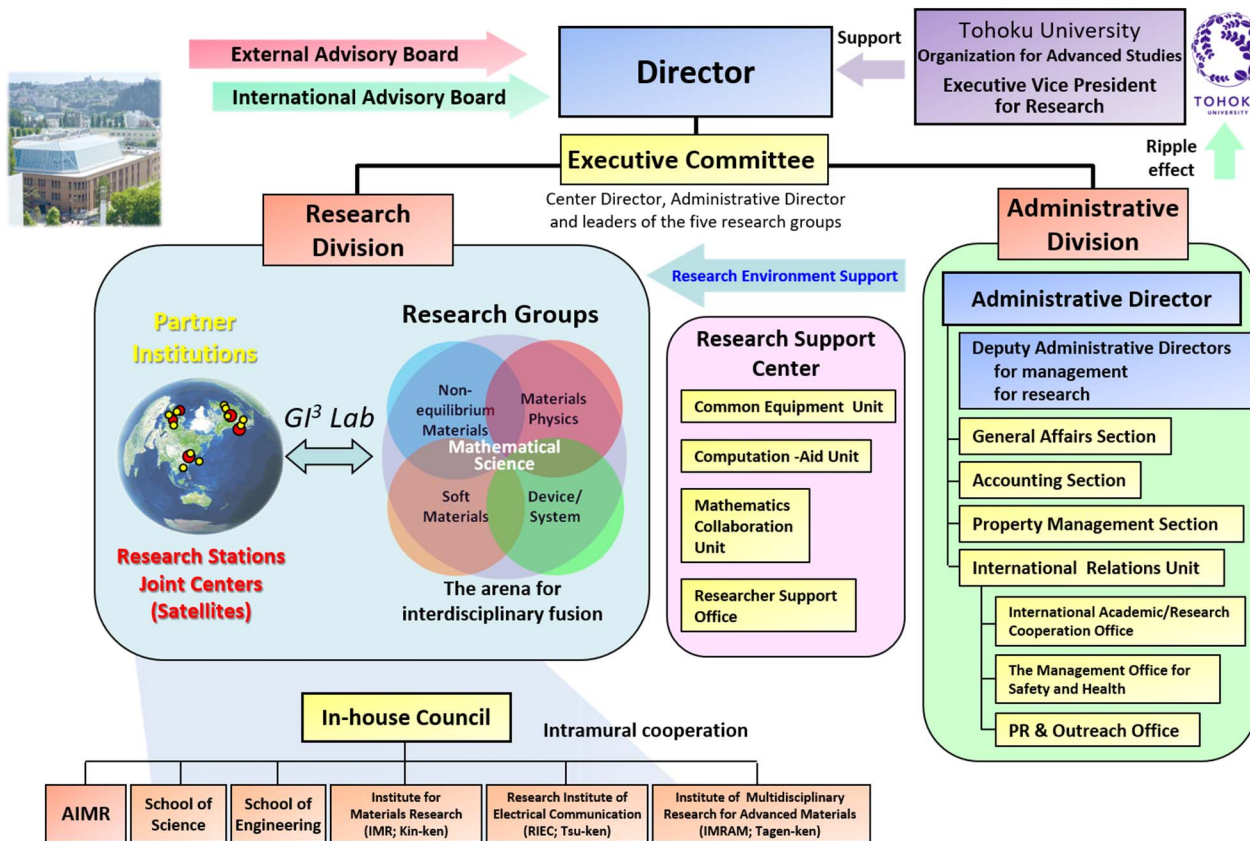 External Advisory Board
International Advisory Board
Director
Support
Tohoku University
Organization for Advanced Studies
Executive Vice President
for Research
TOHOKU
UNIVERSITY
Ripple
effect
Executive Committee
Center Director, Administrative Director
and leaders of the five research groups
Research
Division
Administrative
Division
Research Environment Support
Partner
Institutions
GI³ Lab
Research Stations
Joint Centers
(Satellites)
Research Groups
Non-
equilibrium
Materials
Materials
Physics
Mathematical
Science
Soft
Materials
Device/
System
The arena for
interdisciplinary fusion
Research Support
Center
Common Equipment Unit
Computation -Aid Unit
Mathematics
Collaboration
Unit
Researcher Support
Office
Administrative Director
Deputy Administrative Directors
for management
for research
General Affairs Section
Accounting Section
Property Management Section
International Relations Unit
International Academic/Research
Cooperation Office
The Management Office for
Safety and Health
PR & Outreach Office
In-house Council
Intramural cooperation
AIMR
School of
Science
School of
Engineering
Institute for
Materials Research
(IMR; Kin-ken)
Research Institute of
Electrical Communication
(RIEC; Tsu-ken)
Institute of Multidisciplinary
Research for Advanced Materials
(IMRAM; Tagen-ken)